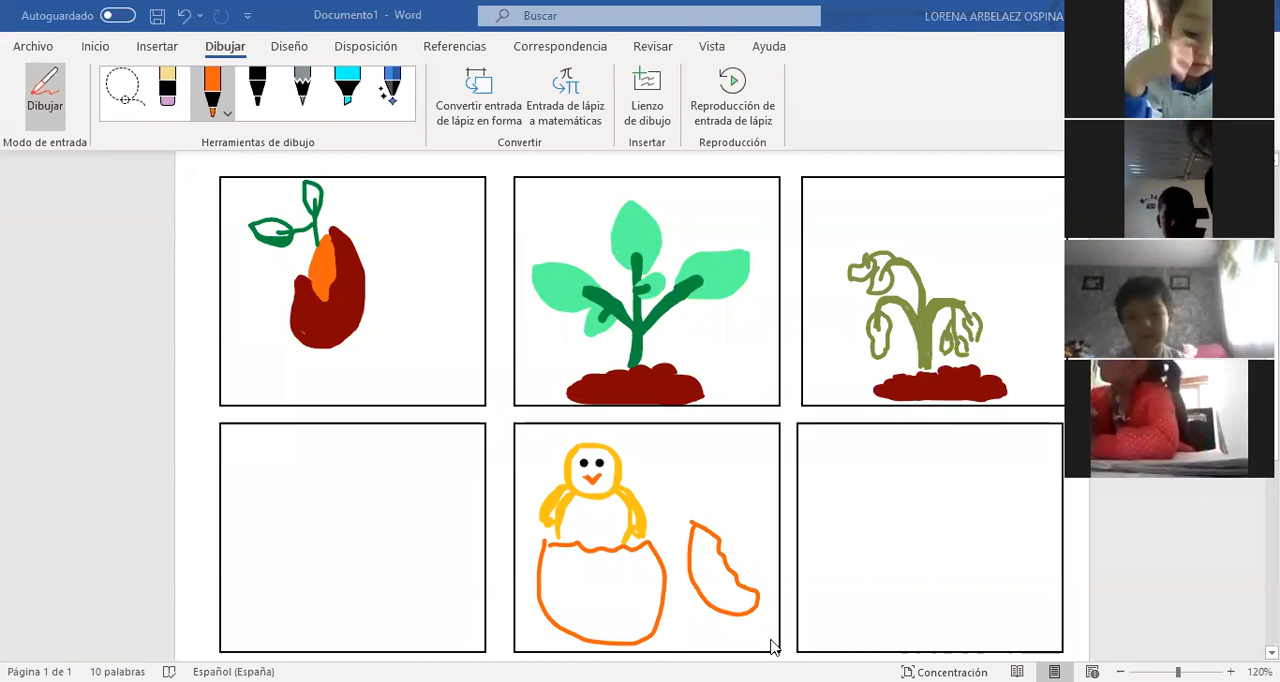 Autoguardado
Documento1 - Word
Buscar
LORENA ARBELAEZ OSPINA
Archivo Inicio Insertar Dibujar Diseño Disposición Referencias Correspondencia Revisar Vista Ayuda
Dibujar
Convertir entrada de lápiz en forma
Entrada de lápiz a matemáticas
Lienzo de dibujo
Reproducción de entrada de lápiz
Modo de entrada Herramientas de dibujo Convertir Insertar Reproducción
Página 1 de 1 10 palabras Español (España) Concentración 120%